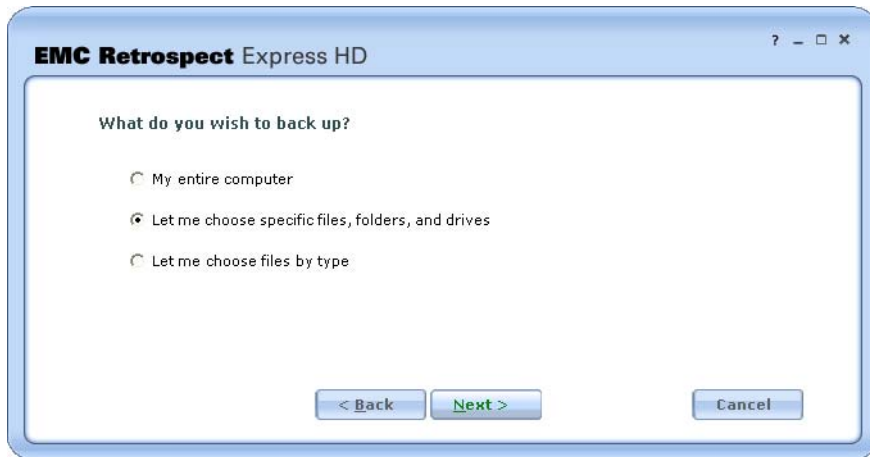 EMC Retrospect Express HD
?
What do you wish to back up?
My entire computer
Let me choose specific files, folders, and drives
Let me choose files by type
< Back
Next >
Cancel